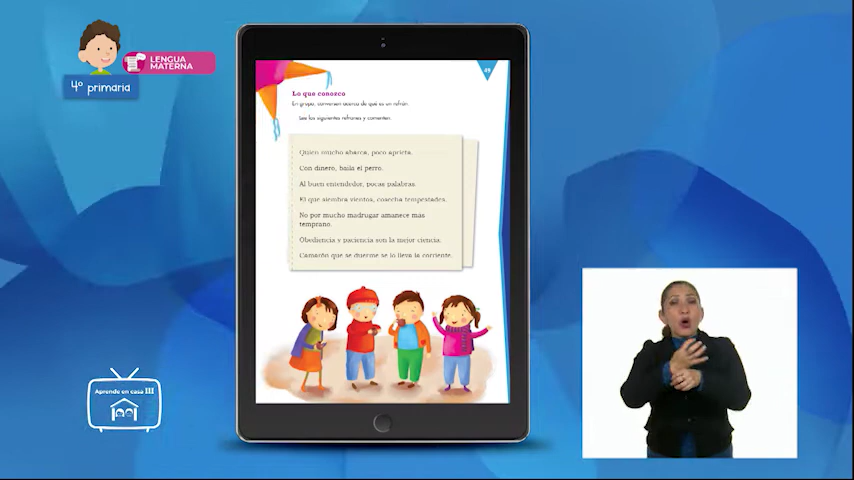 LENGUA
MATERNA
4º primaria
49
Lo que conozco
En grupo, conversen acerca de qué es un refrán.
Lee los siguientes refranes y comenten.
Quien mucho abarca, poco aprieta.
Con dinero, baila el perro.
Al buen entendedor, pocas palabras.
El que siembra vientos, cosecha tempestades.
No por mucho madrugar amanece más
temprano.
Obediencia y paciencia son la mejor ciencia.
Camarón que se duerme se lo lleva la corriente.
Aprende en casa III